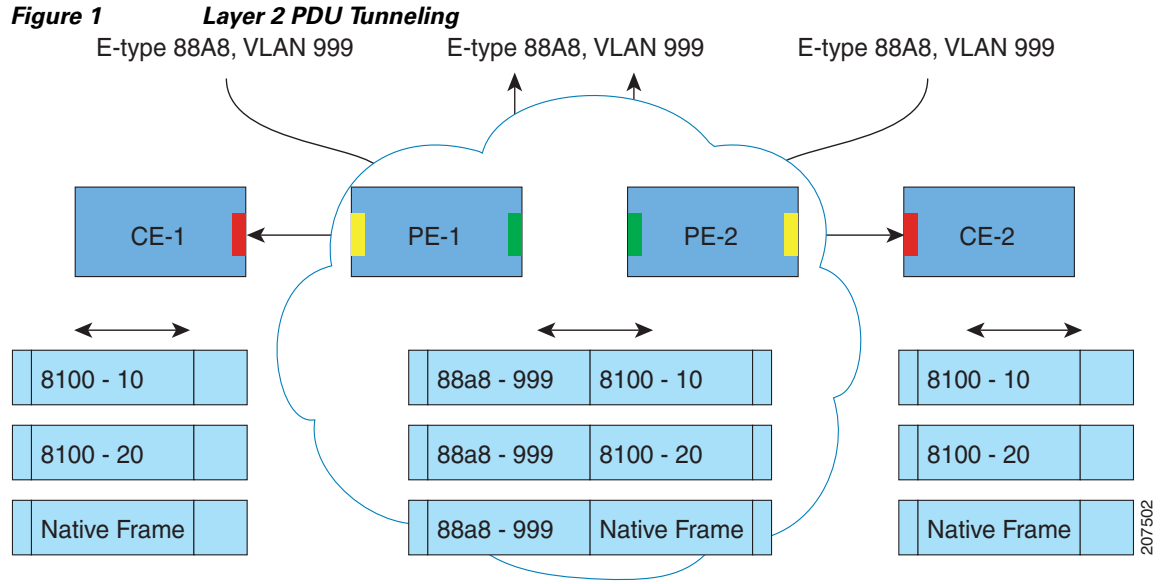 Figure 1 Layer 2 PDU Tunneling
E-type 88A8, VLAN 999 E-type 88A8, VLAN 999 E-type 88A8, VLAN 999
CE-1 PE-1 PE-2 CE-2
8100 - 10 88a8 - 999 8100 - 10 8100 - 10
8100 - 20 88a8 - 999 8100 - 20 8100 - 20
Native Frame 88a8 - 999 Native Frame Native Frame
207502